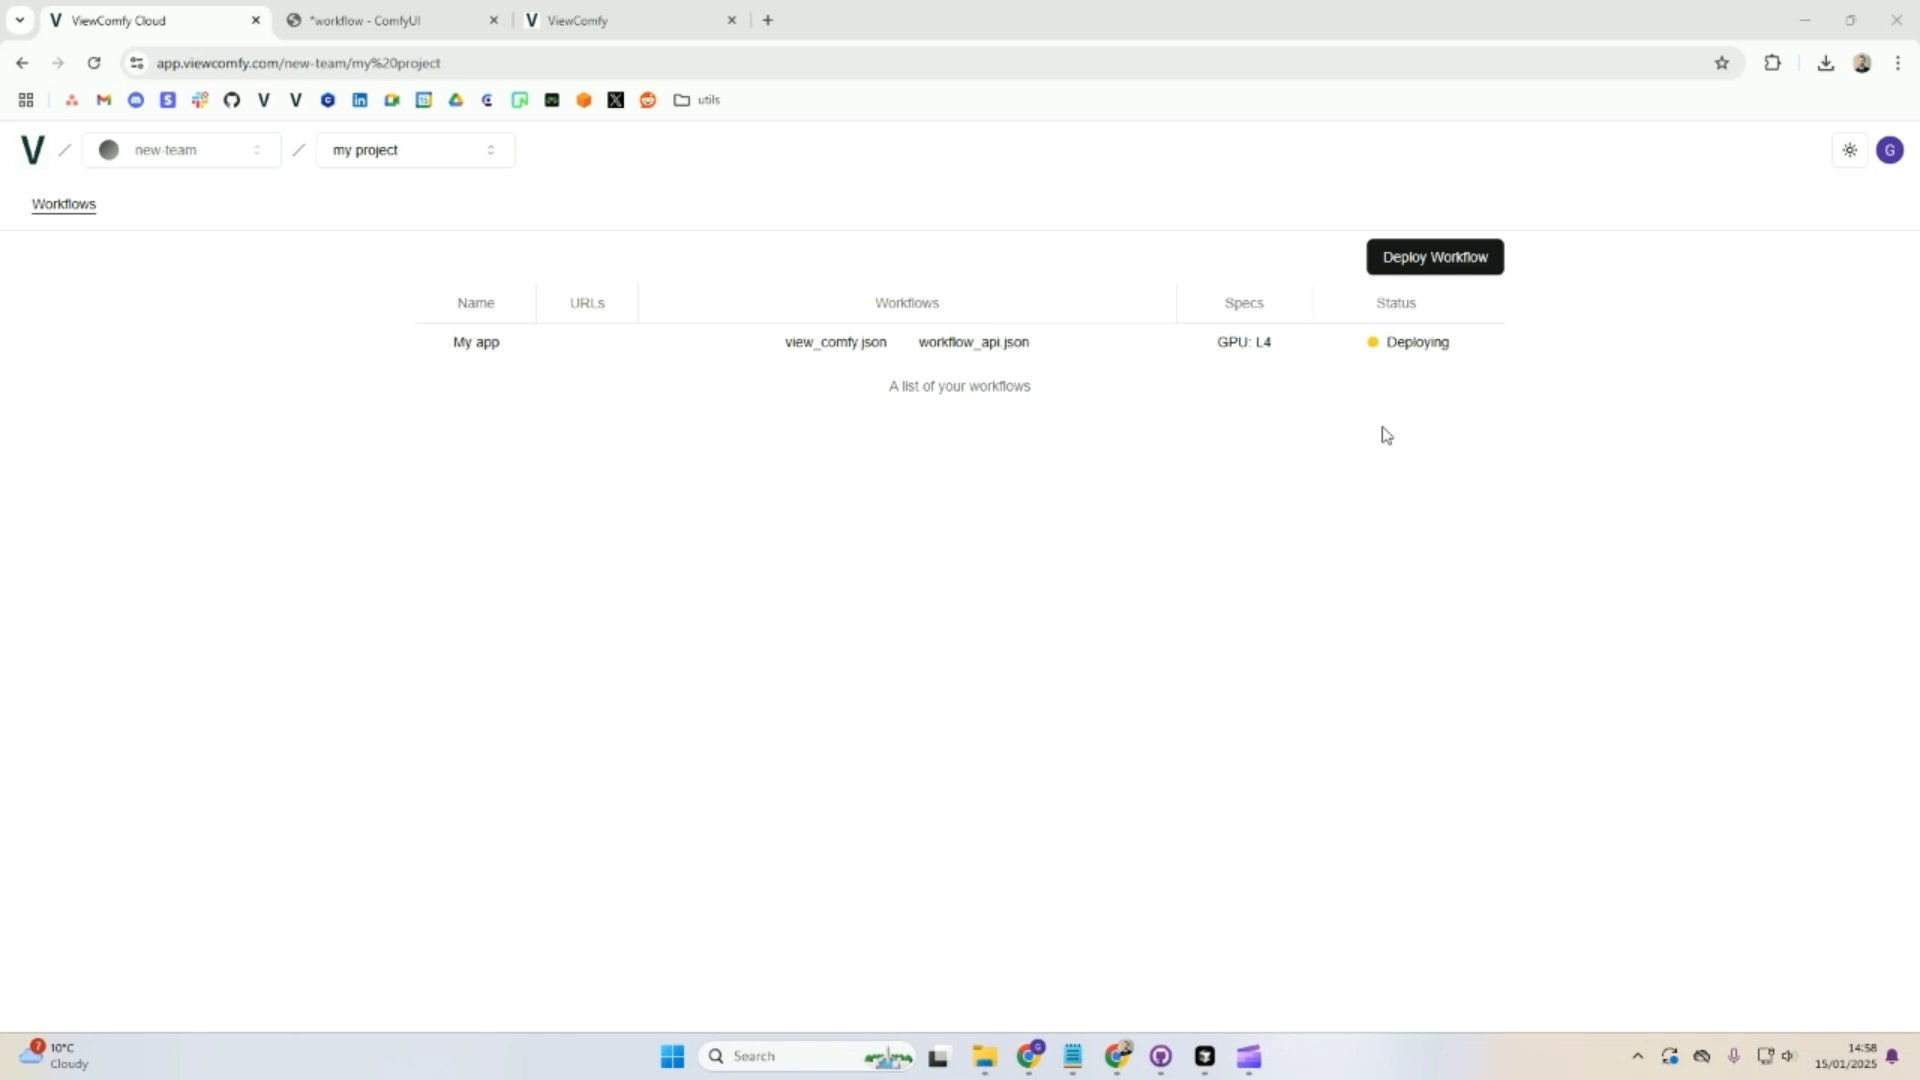 ViewComfy Cloud
*workflow - ComfyUI
ViewComfy
app.viewcomfy.com/new-team/my%20project
utils
new-team
my project
G
Workflows
Deploy Workflow
Name URLs Workflows Specs Status
My app view_comfy.json workflow_api.json GPU: L4 Deploying
A list of your workflows
7
10°C
Cloudy
Search
14:58
15/01/2025